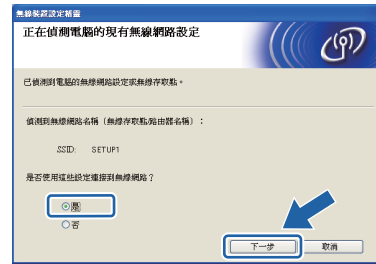 無線裝置設定精靈
正在偵測電腦的現有無線網路設定
已偵測到電腦的無線網路設定或無線存取點。
偵測到無線網路名稱（無線存取點/路由器名稱）：
SSID: SETUP1
是否使用這些設定連接到無線網路？
是
否
下一步
取消